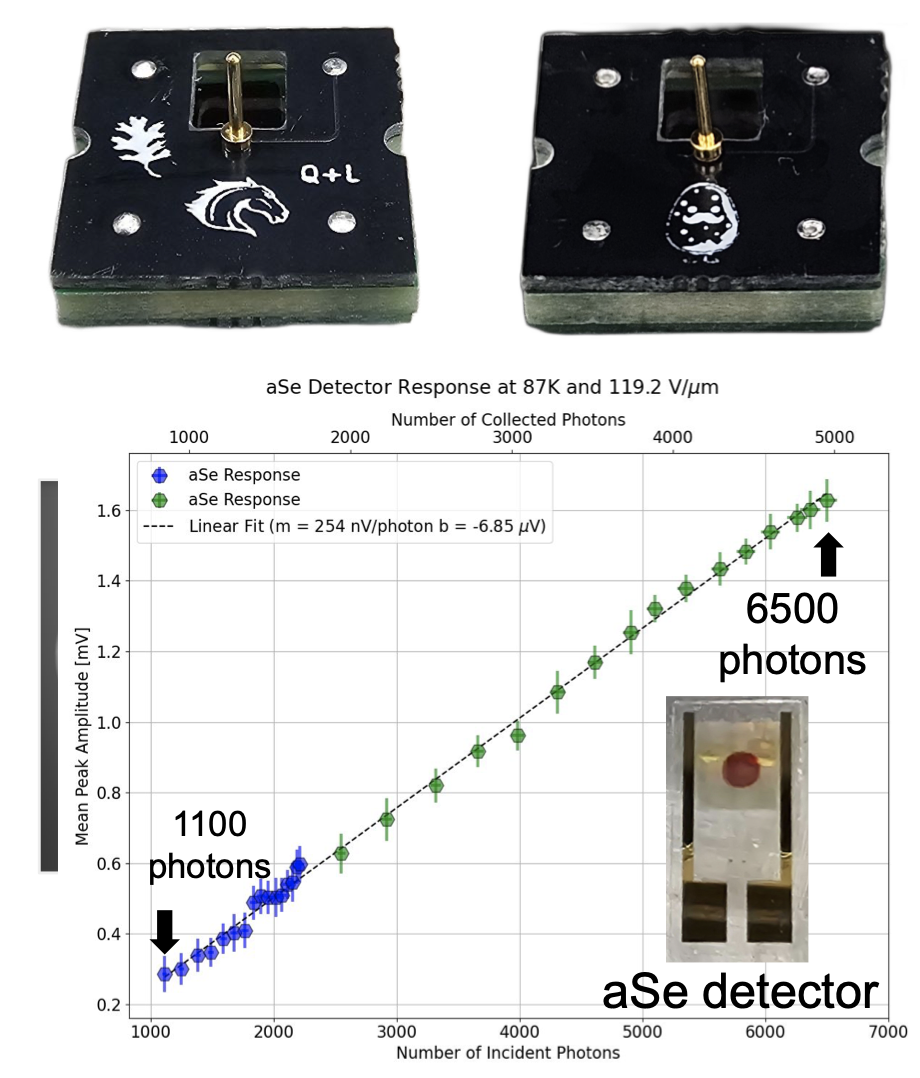 Q+L
aSe Detector Response at 87K and 119.2 V/μm
Number of Collected Photons
1000 2000 3000 4000 5000
aSe Response
aSe Response
Linear Fit (m = 254 nV/photon b = -6.85 μV)
Mean Peak Amplitude [mV]
1.6
1.4
1.2
1.0
0.8
0.6
0.4
0.2
6500
photons
1100
photons
aSe detector
1000 2000 3000 4000 5000 6000 7000
Number of Incident Photons